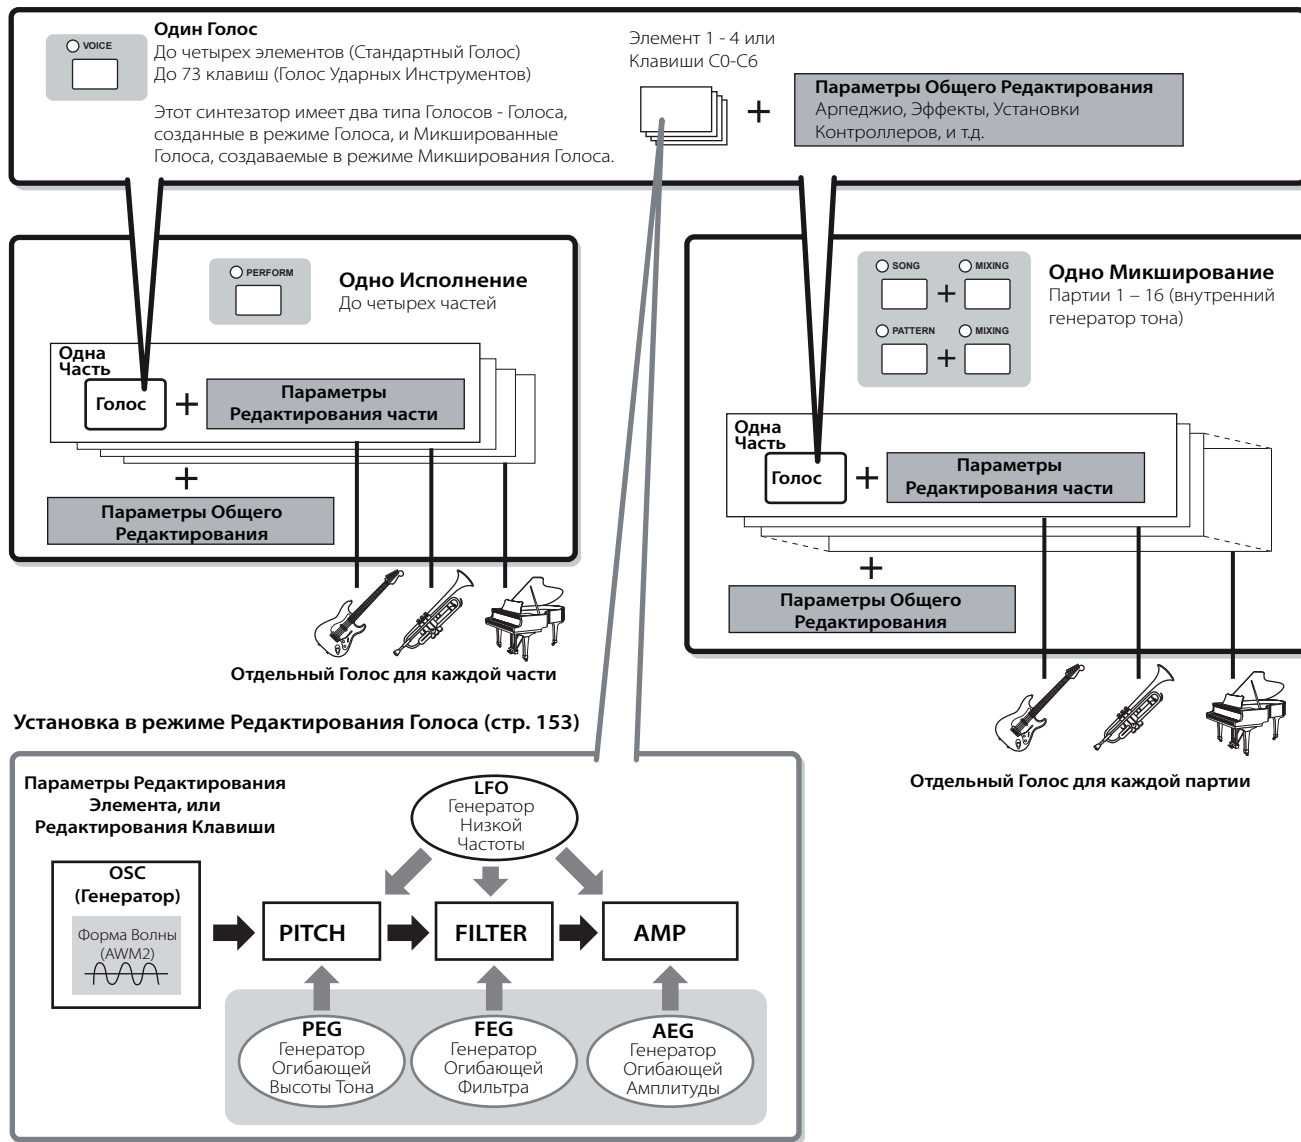 VOICE
Один Голос
До четырех элементов (Стандартный Голос)
До 73 клавиш (Голос Ударных Инструментов)
Этот синтезатор имеет два типа Голосов - Голоса,
созданные в режиме Голоса, и Микшированные
Голоса, создаваемые в режиме Микширования Голоса.
Элемент 1 - 4 или
Клавиши C0-C6
+
Параметры Общего Редактирования
Арпеджио, Эффекты, Установки
Контроллеров, и т.д.
PERFORM
Одно Исполнение
До четырех частей
Одна
Часть
Голос
+
Параметры
Редактирования части
+
Параметры Общего
Редактирования
Отдельный Голос для каждой части
SONG
+
MIXING
PATTERN
+
MIXING
Одно Микширование
Партии 1 – 16 (внутренний
генератор тона)
Одна
Часть
Голос
+
Параметры
Редактирования части
+
Параметры Общего
Редактирования
Отдельный Голос для каждой партии
Установка в режиме Редактирования Голоса (стр. 153)
Параметры Редактирования
Элемента, или
Редактирования Клавиши
LFO
Генератор
Низкой
Частоты
OSC
(Генератор)
Форма Волны
(AWM2)
PITCH
FILTER
AMP
PEG
Генератор
Огибающей
Высоты Тона
FEG
Генератор
Огибающей
Фильтра
AEG
Генератор
Огибающей
Амплитуды